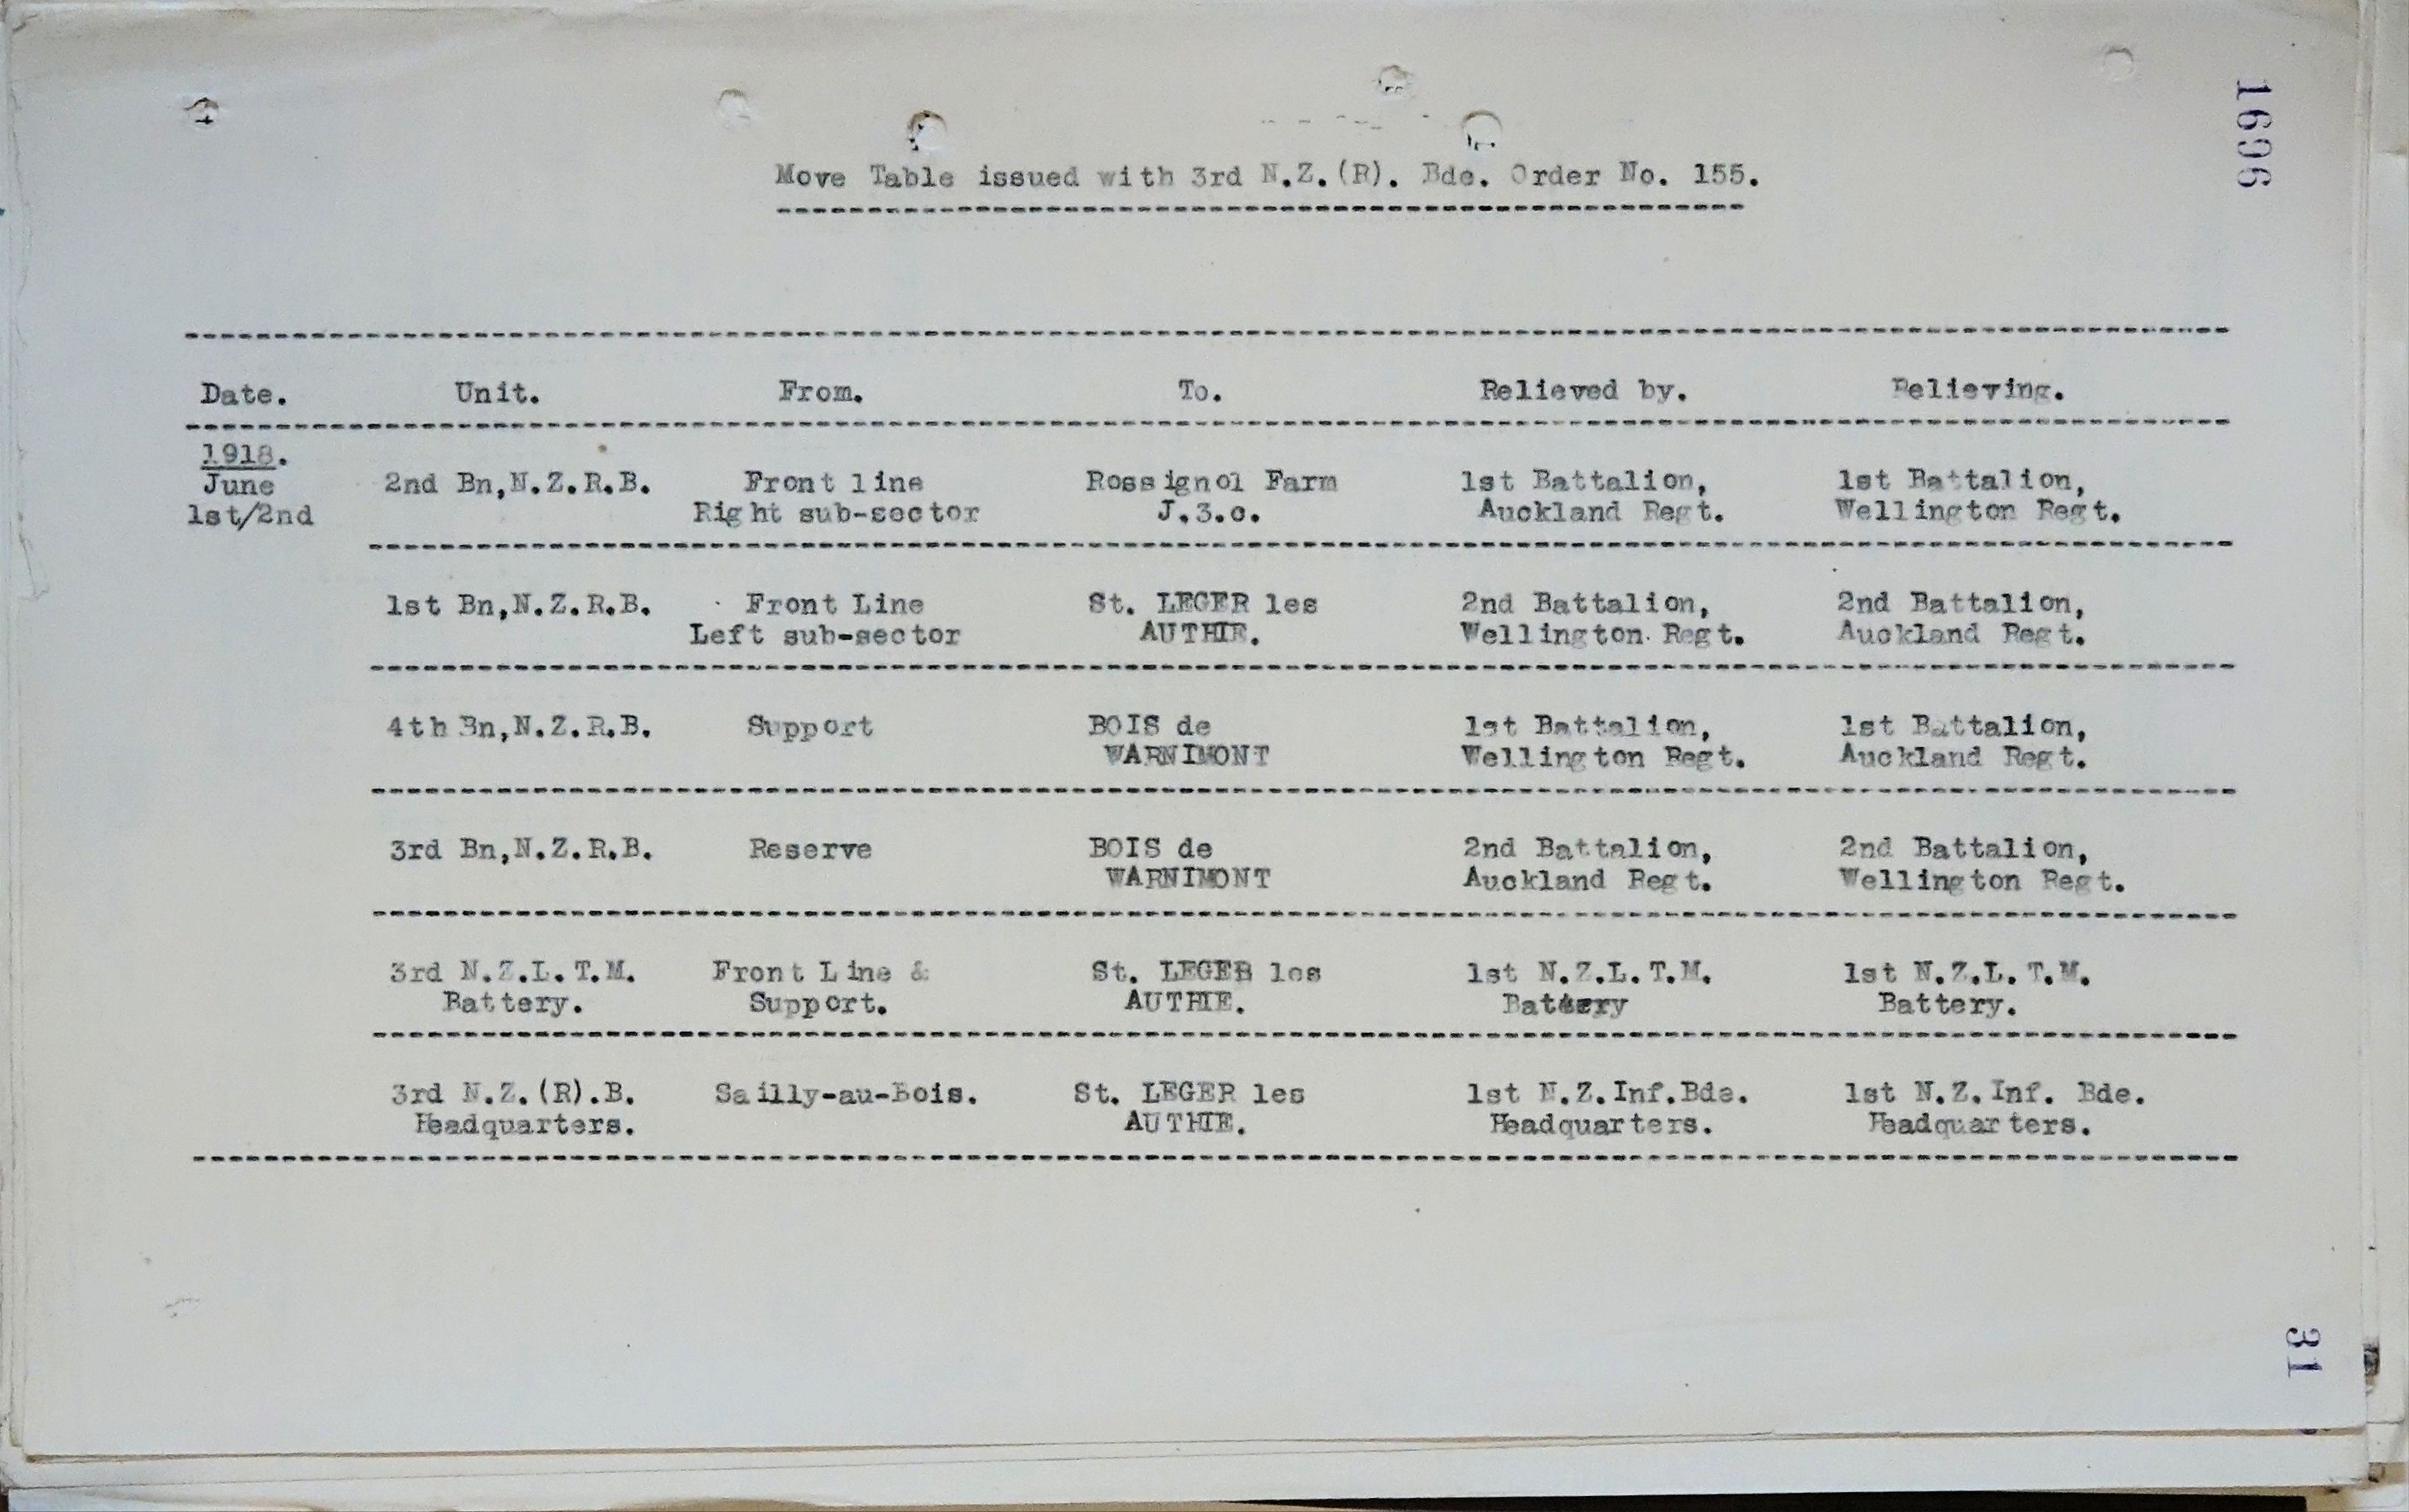 1696
Move Table issued with 3rd N.Z.(R). Bde. Order No. 155.
Date. Unit. From. To. Relieved by. Relieving.
1918.
June 2nd Bn,N.Z.R.B. Front line Rossignol Farm 1st Battalion, 1st Battalion,
1st/2nd Right sub-sector J.3.c. Auckland Regt. Wellington Regt.
1st Bn,N.Z.R.B. Front Line St. LEGER les 2nd Battalion, 2nd Battalion,
Left sub-sector AUTHIE. Wellington Regt. Auckland Regt.
4th Bn,N.Z.R.B. Support BOIS de 1st Battalion, 1st Battalion,
WARNIMONT Wellington Regt. Auckland Regt.
3rd Bn,N.Z.R.B. Reserve BOIS de 2nd Battalion, 2nd Battalion,
WARNIMONT Auckland Regt. Wellington Regt.
3rd N.Z.L.T.M. Front Line & St. LEGER les 1st N.Z.L.T.M. 1st N.Z.L.T.M.
Battery. Support. AUTHIE. Battery Battery.
3rd N.Z.(R).B. Sailly-au-Bois. St. LEGER les 1st N.Z.Inf.Bde. 1st N.Z.Inf. Bde.
Headquarters. AUTHIE. Headquarters. Headquarters.
31